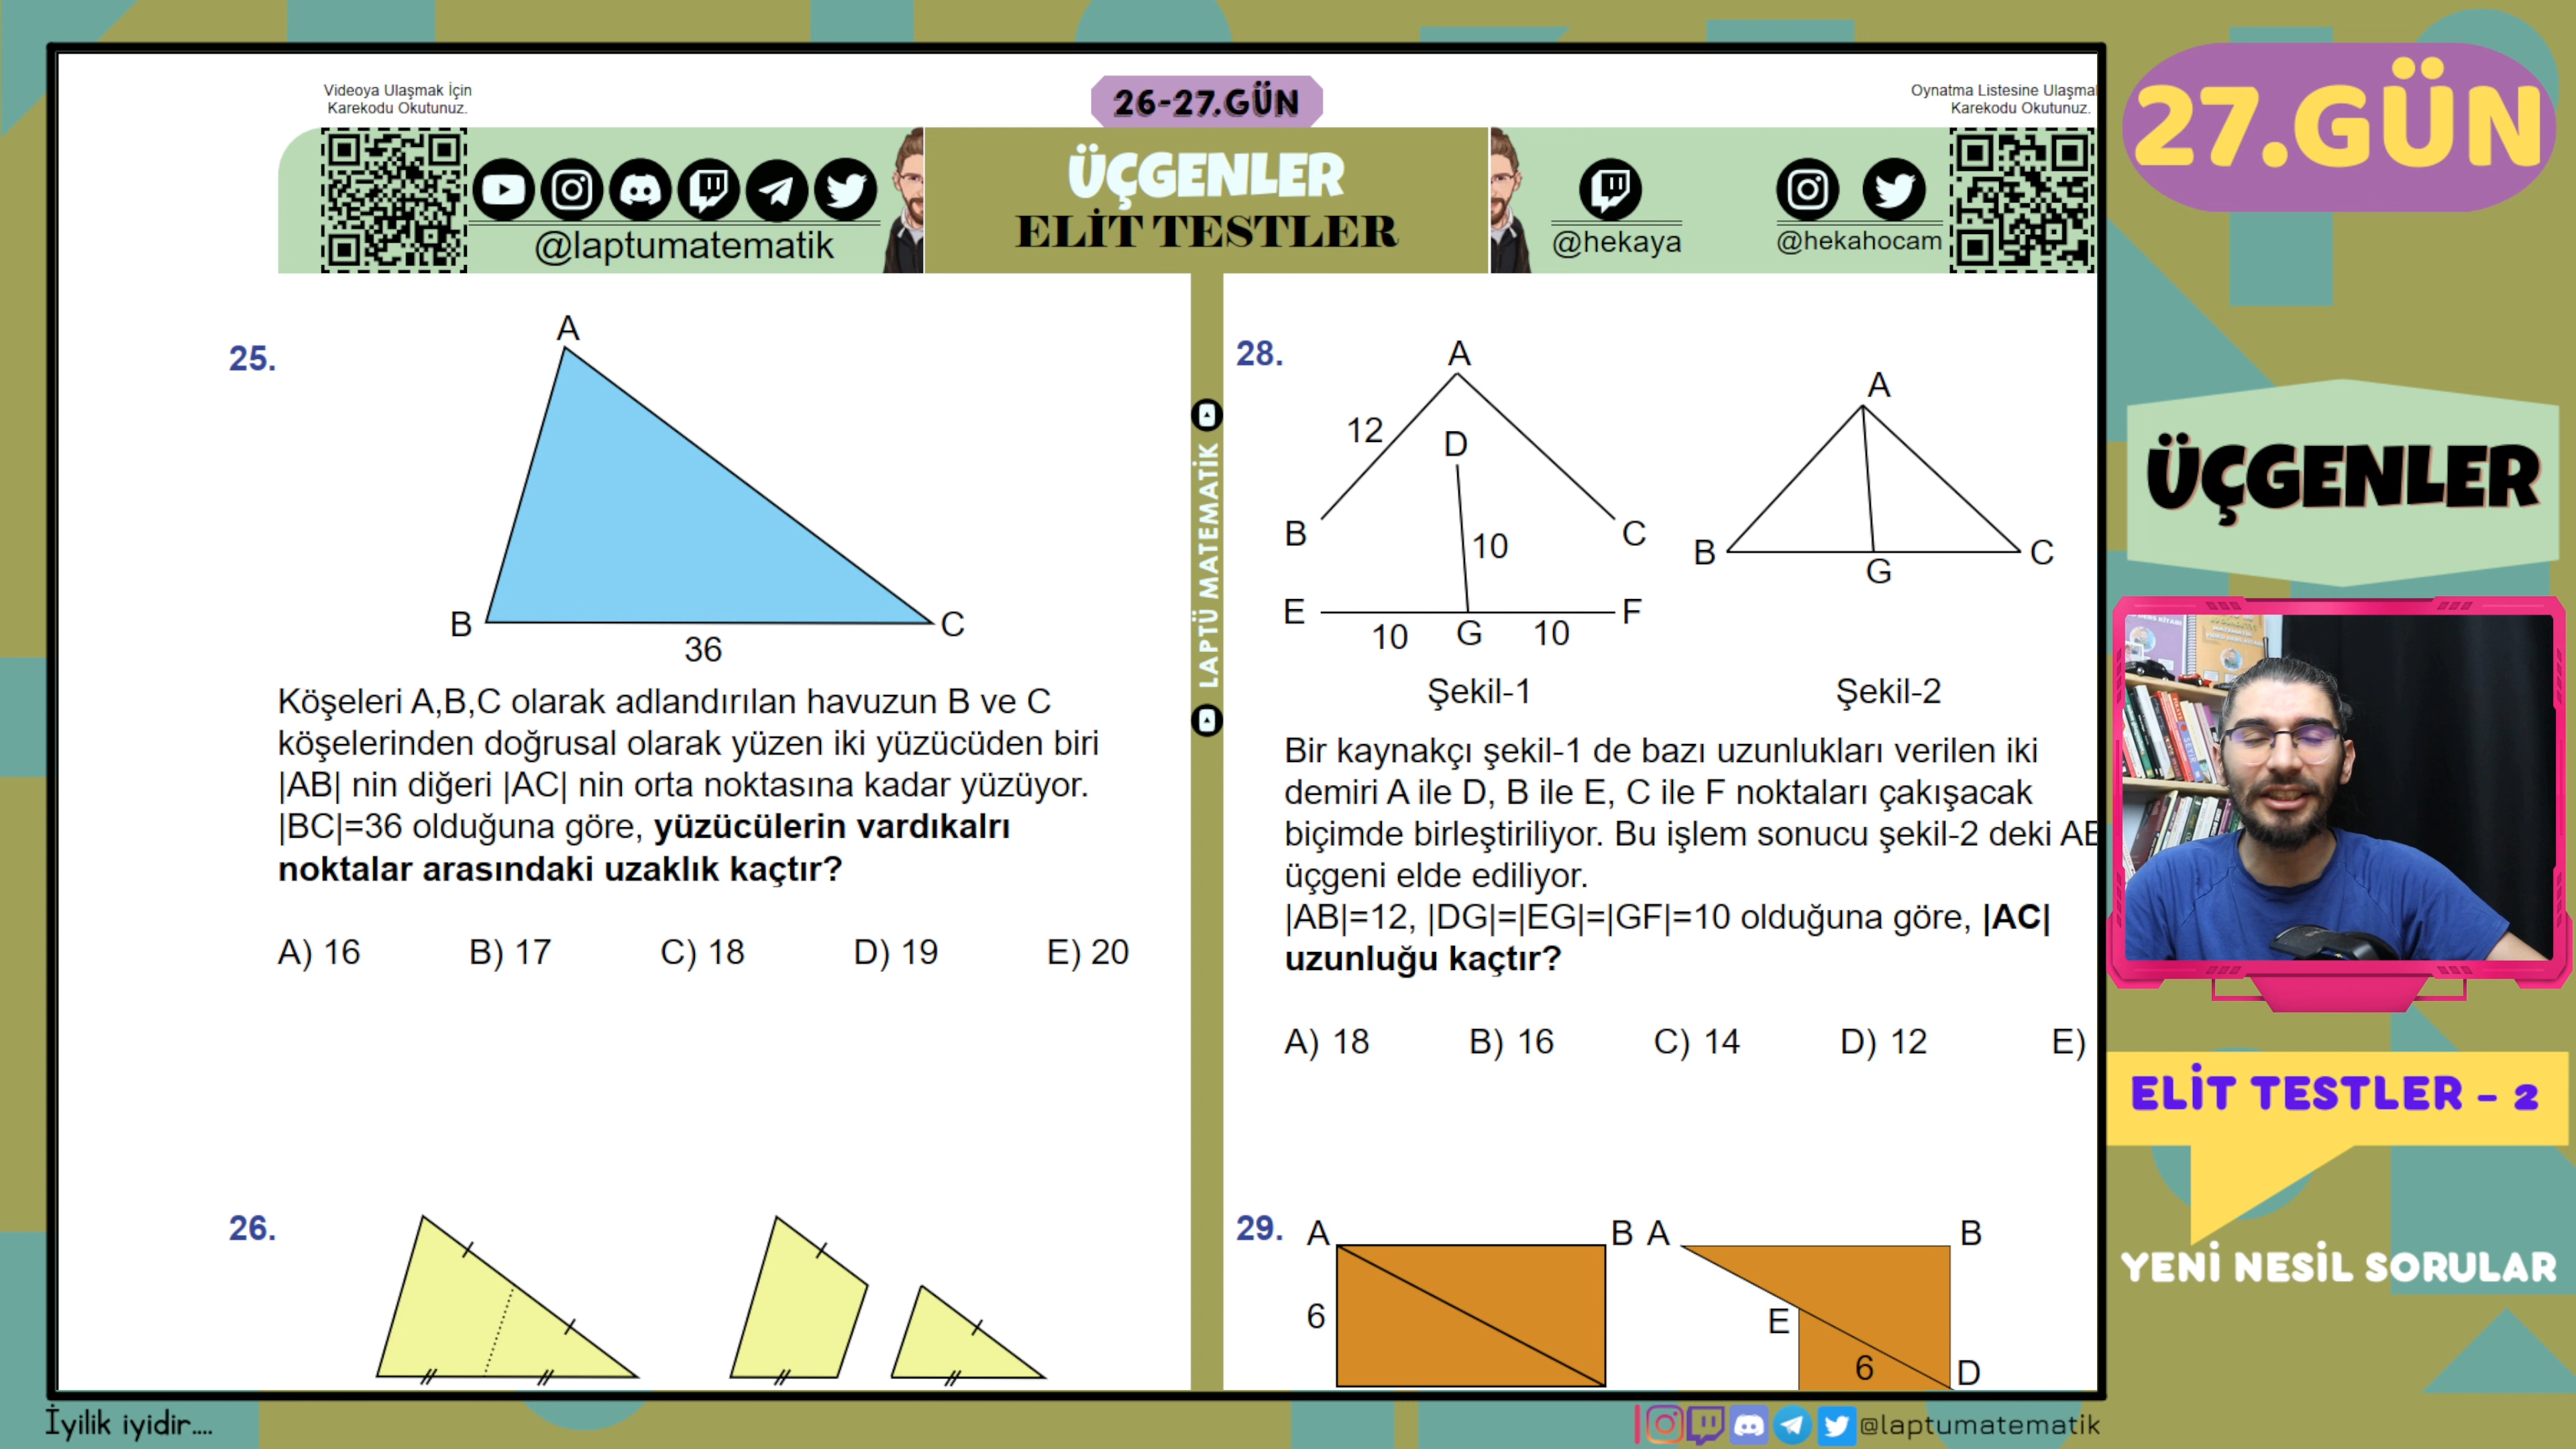 Videoya Ulaşmak İçin
Karekodu Okutunuz.
26-27.GÜN
Oynatma Listesine Ulaşma
Karekodu Okutunuz.
@laptumatematik
ÜÇGENLER
ELİT TESTLER
@hekaya
@hekahocam
25.
A
B
C
36
Köşeleri A,B,C olarak adlandırılan havuzun B ve C
köşelerinden doğrusal olarak yüzen iki yüzücüden biri
|AB| nin diğeri |AC| nin orta noktasına kadar yüzüyor.
|BC|=36 olduğuna göre, yüzücülerin vardıkalrı
noktalar arasındaki uzaklık kaçtır?
A) 16 B) 17 C) 18 D) 19 E) 20
26.
LAPTÜ MATEMATİK
28.
A
12
D
B
C
10
E
F
10 G 10
Şekil-1
A
B
C
G
Şekil-2
Bir kaynakçı şekil-1 de bazı uzunlukları verilen iki
demiri A ile D, B ile E, C ile F noktaları çakışacak
biçimde birleştiriliyor. Bu işlem sonucu şekil-2 deki AB
üçgeni elde ediliyor.
|AB|=12, |DG|=|EG|=|GF|=10 olduğuna göre, |AC|
uzunluğu kaçtır?
A) 18 B) 16 C) 14 D) 12 E)
29.
A B
6
A B
E
6
D
27.GÜN
ÜÇGENLER
ELİT TESTLER - 2
YENİ NESİL SORULAR
İyilik iyidir....
@laptumatematik